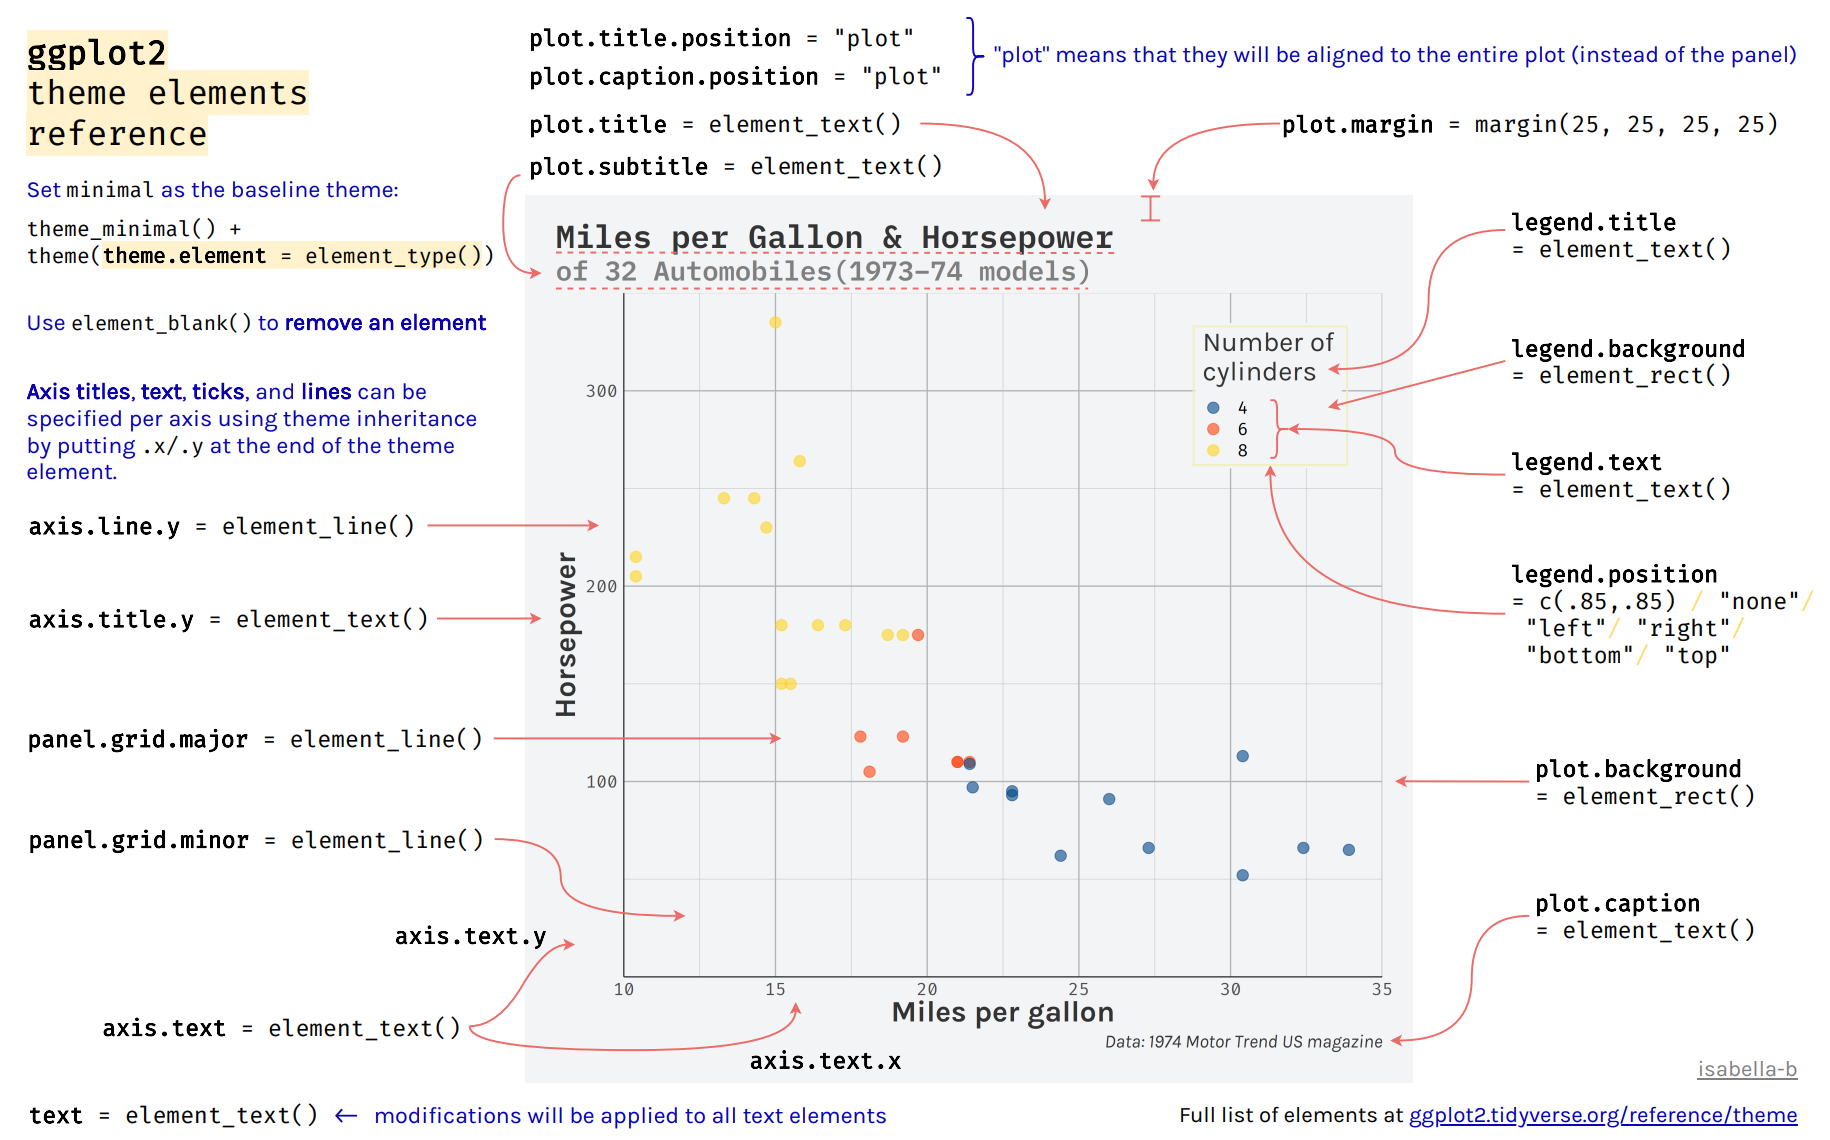 ggplot2
theme elements
reference
Set minimal as the baseline theme:
theme_minimal() +
theme(theme.element = element_type())
Use element_blank() to remove an element
Axis titles, text, ticks, and lines can be
specified per axis using theme inheritance
by putting .x/.y at the end of the theme
element.
axis.line.y = element_line()
axis.title.y = element_text()
panel.grid.major = element_line()
panel.grid.minor = element_line()
axis.text.y
axis.text = element_text()
axis.text.x
text = element_text() ← modifications will be applied to all text elements
plot.title.position = "plot"
plot.caption.position = "plot"
"plot" means that they will be aligned to the entire plot (instead of the panel)
plot.title = element_text()
plot.subtitle = element_text()
plot.margin = margin(25, 25, 25, 25)
Miles per Gallon & Horsepower
of 32 Automobiles(1973–74 models)
Number of
cylinders
4
6
8
Horsepower
300
200
100
10 15 20 25 30 35
Miles per gallon
Data: 1974 Motor Trend US magazine
legend.title
= element_text()
legend.background
= element_rect()
legend.text
= element_text()
legend.position
= c(.85,.85) / "none"/
"left"/ "right"/
"bottom"/ "top"
plot.background
= element_rect()
plot.caption
= element_text()
isabella-b
Full list of elements at ggplot2.tidyverse.org/reference/theme